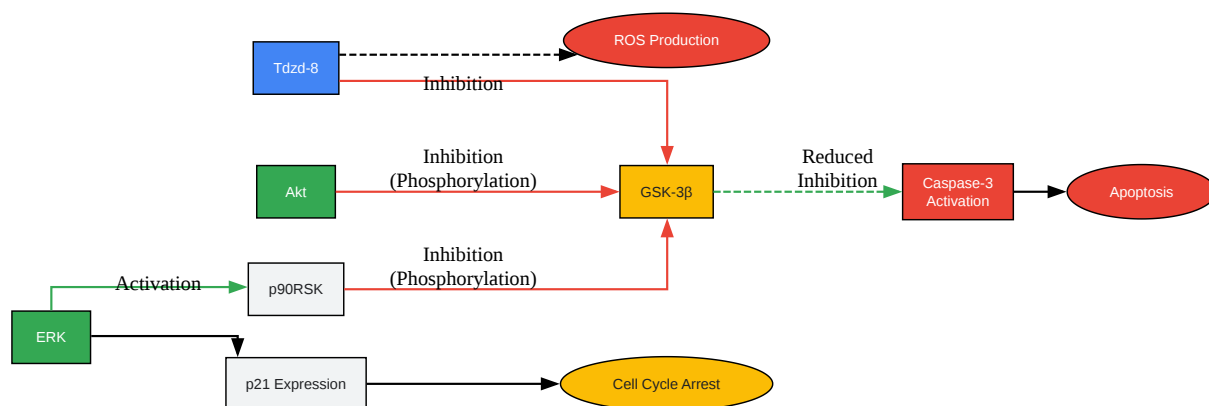 ROS Production
Tdzd-8
Inhibition
Inhibition
(Phosphorylation)
Akt
GSK-3β
Reduced
Inhibition
Caspase-3
Activation
Apoptosis
Inhibition
(Phosphorylation)
Activation
p90RSK
ERK
p21 Expression
Cell Cycle Arrest